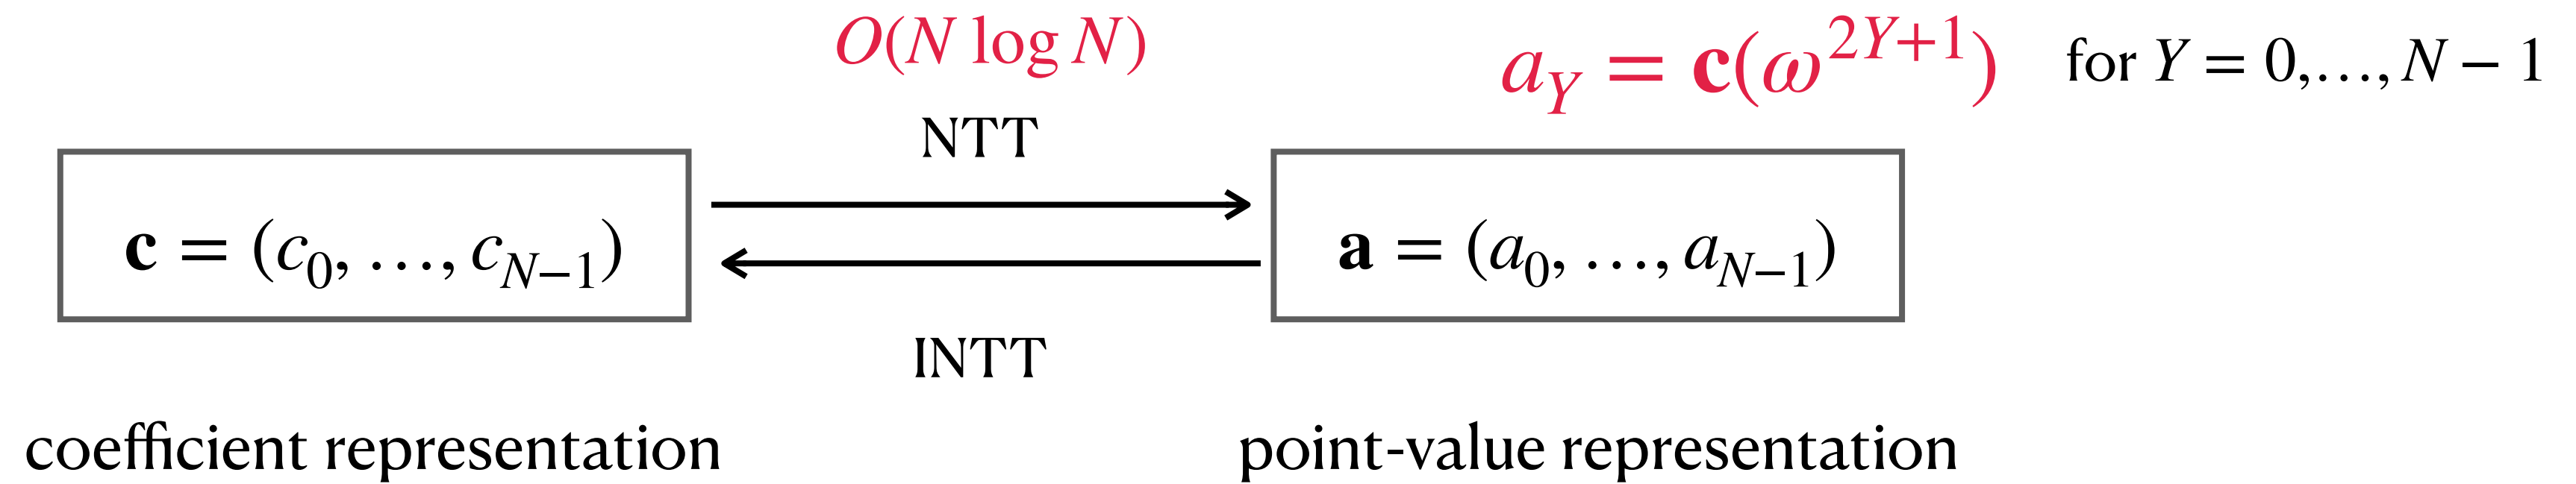 O(N log N)
a_Y = c(ω^{2Y+1}) for Y = 0,…, N − 1
NTT
c = (c_0, …, c_{N−1})
a = (a_0, …, a_{N−1})
INTT
coefficient representation
point-value representation